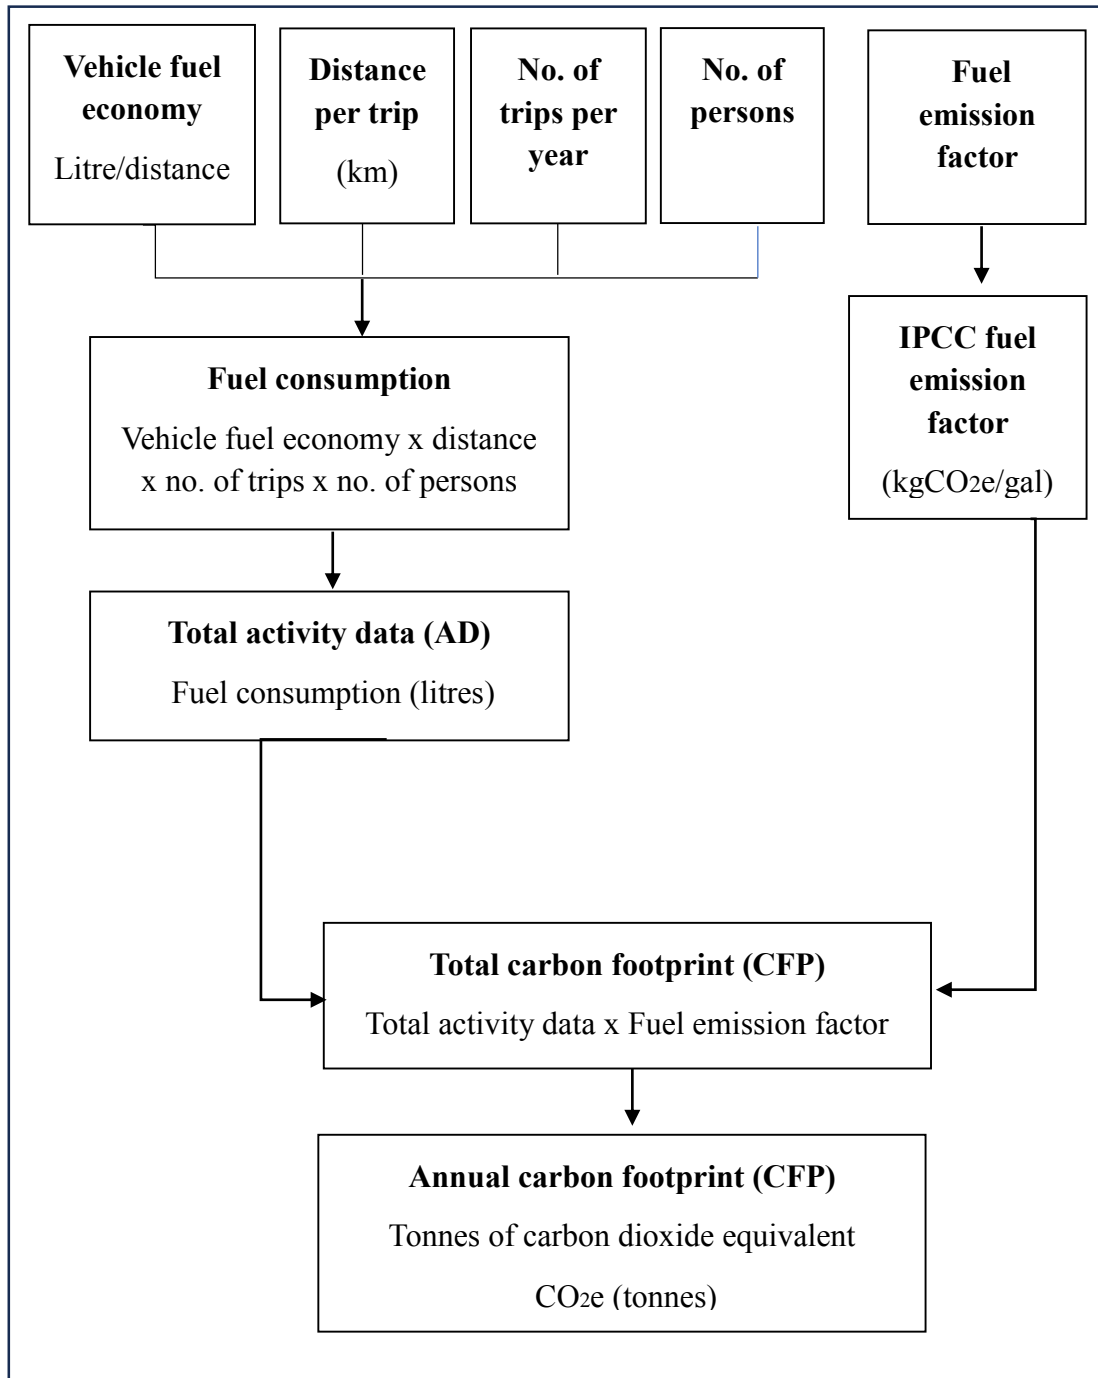 Vehicle fuel
economy
Litre/distance
Distance
per trip
(km)
No. of
trips per
year
No. of
persons
Fuel
emission
factor
IPCC fuel
emission
factor
(kgCO2e/gal)
Fuel consumption
Vehicle fuel economy x distance
x no. of trips x no. of persons
Total activity data (AD)
Fuel consumption (litres)
Total carbon footprint (CFP)
Total activity data x Fuel emission factor
Annual carbon footprint (CFP)
Tonnes of carbon dioxide equivalent
CO2e (tonnes)